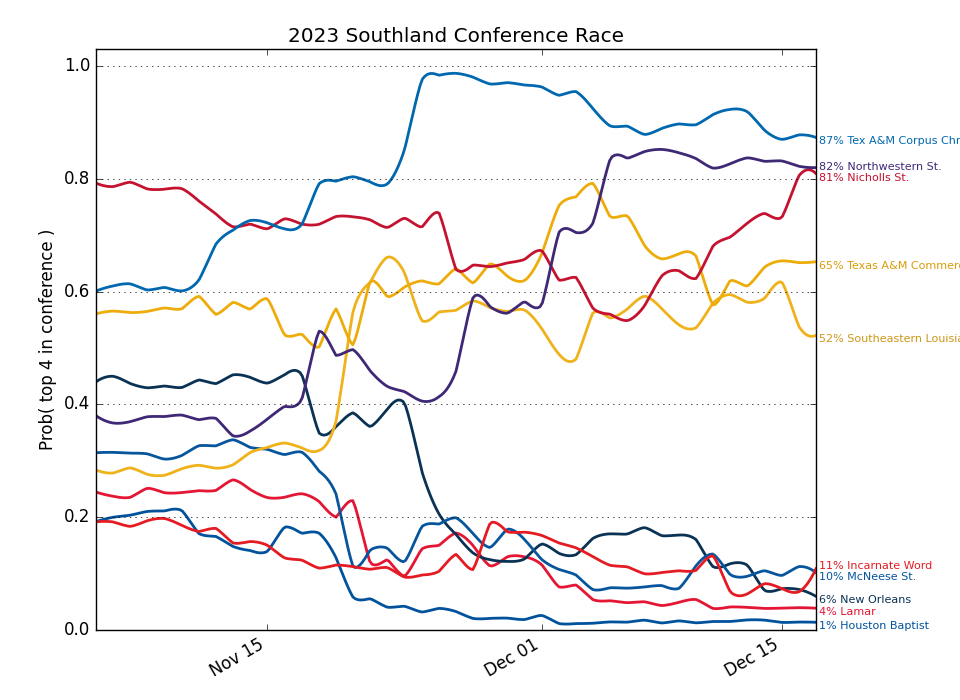 2023 Southland Conference Race
Prob( top 4 in conference )
1.0
0.8
0.6
0.4
0.2
0.0
Nov 15
Dec 01
Dec 15
87% Tex A&M Corpus Chr
82% Northwestern St.
81% Nicholls St.
65% Texas A&M Commerc
52% Southeastern Louisia
11% Incarnate Word
10% McNeese St.
6% New Orleans
4% Lamar
1% Houston Baptist